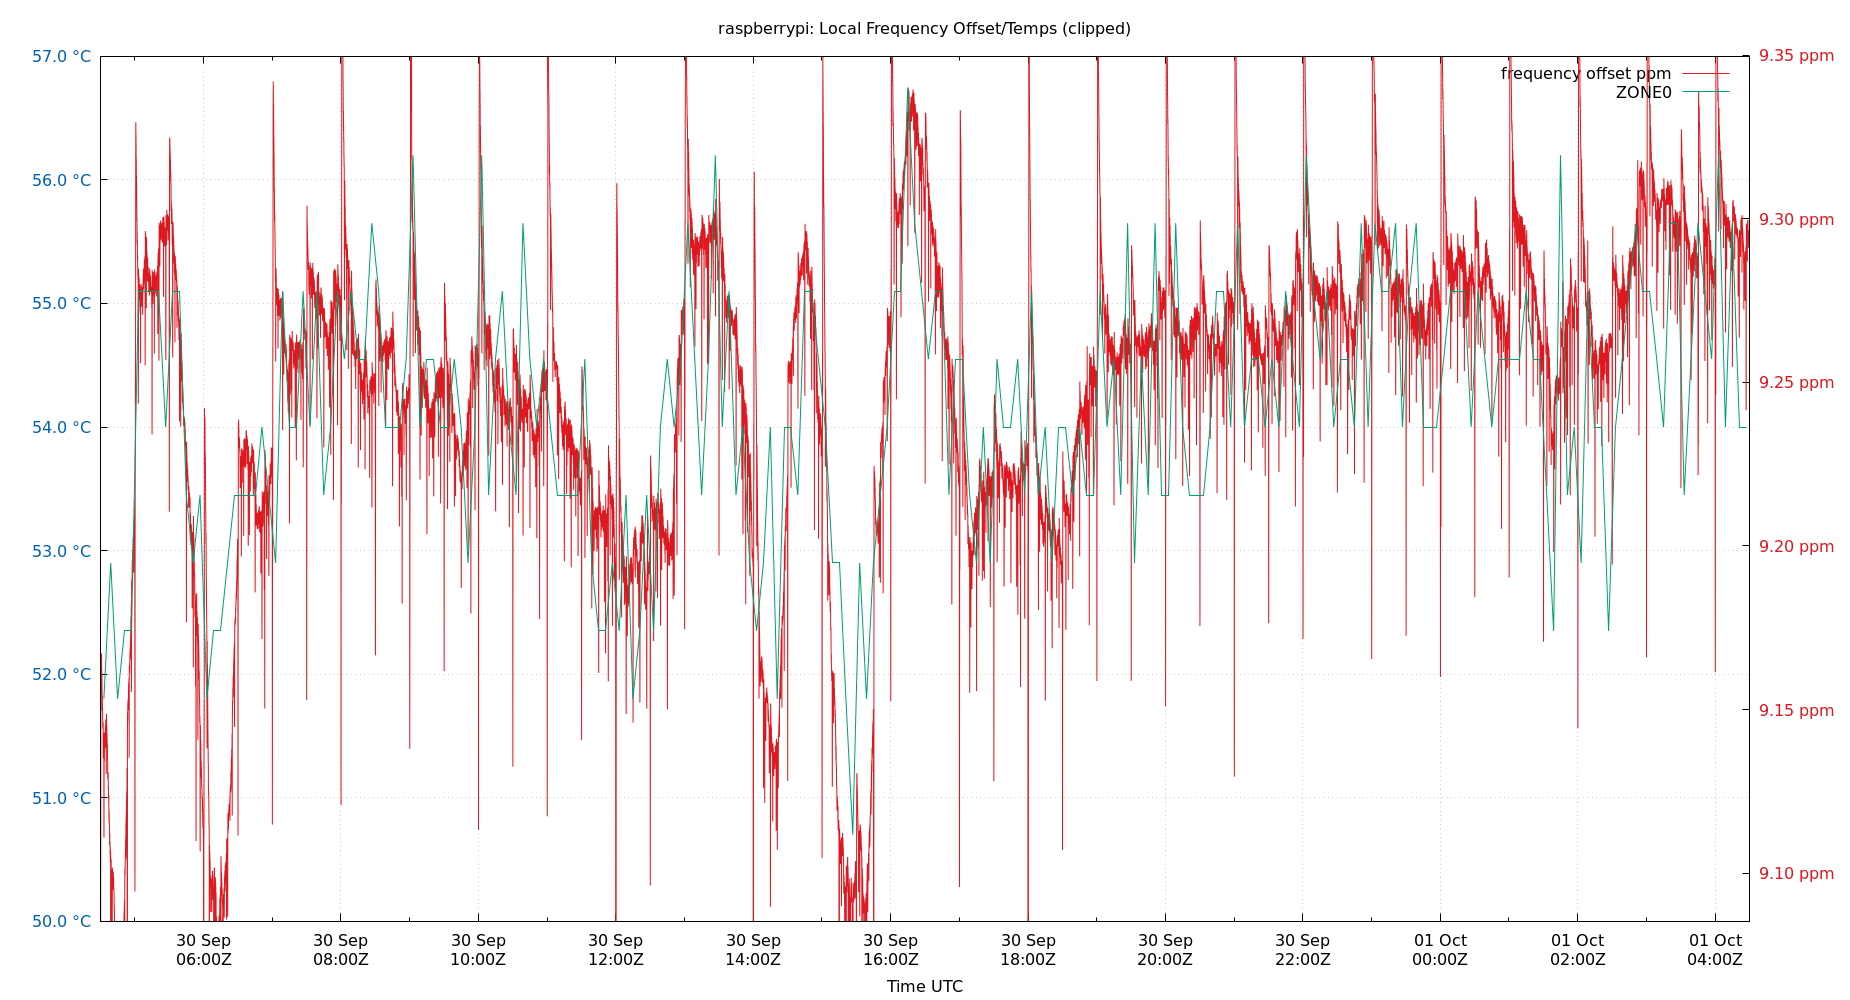 raspberrypi: Local Frequency Offset/Temps (clipped)
57.0 °C
56.0 °C
55.0 °C
54.0 °C
53.0 °C
52.0 °C
51.0 °C
50.0 °C
9.35 ppm
9.30 ppm
9.25 ppm
9.20 ppm
9.15 ppm
9.10 ppm
frequency offset ppm
ZONE0
30 Sep 30 Sep 30 Sep 30 Sep 30 Sep 30 Sep 30 Sep 30 Sep 30 Sep 01 Oct 01 Oct 01 Oct
06:00Z 08:00Z 10:00Z 12:00Z 14:00Z 16:00Z 18:00Z 20:00Z 22:00Z 00:00Z 02:00Z 04:00Z
Time UTC